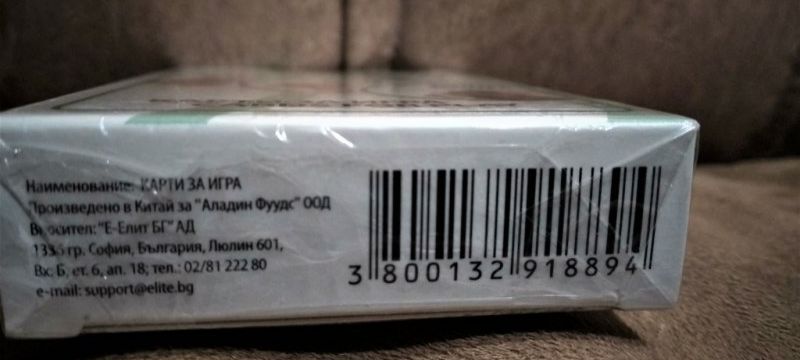 Наименование: КАРТИ ЗА ИГРА
Произведено в Китай за "Аладин Фуудс" ООД
Вносител: "Е-Елит БГ" АД
1335 гр. София, България, Люлин 601,
Вх: Б, ет. 6, ап. 18; тел.: 02/81 222 80
e-mail: support@elite.bg
3 800132 918894